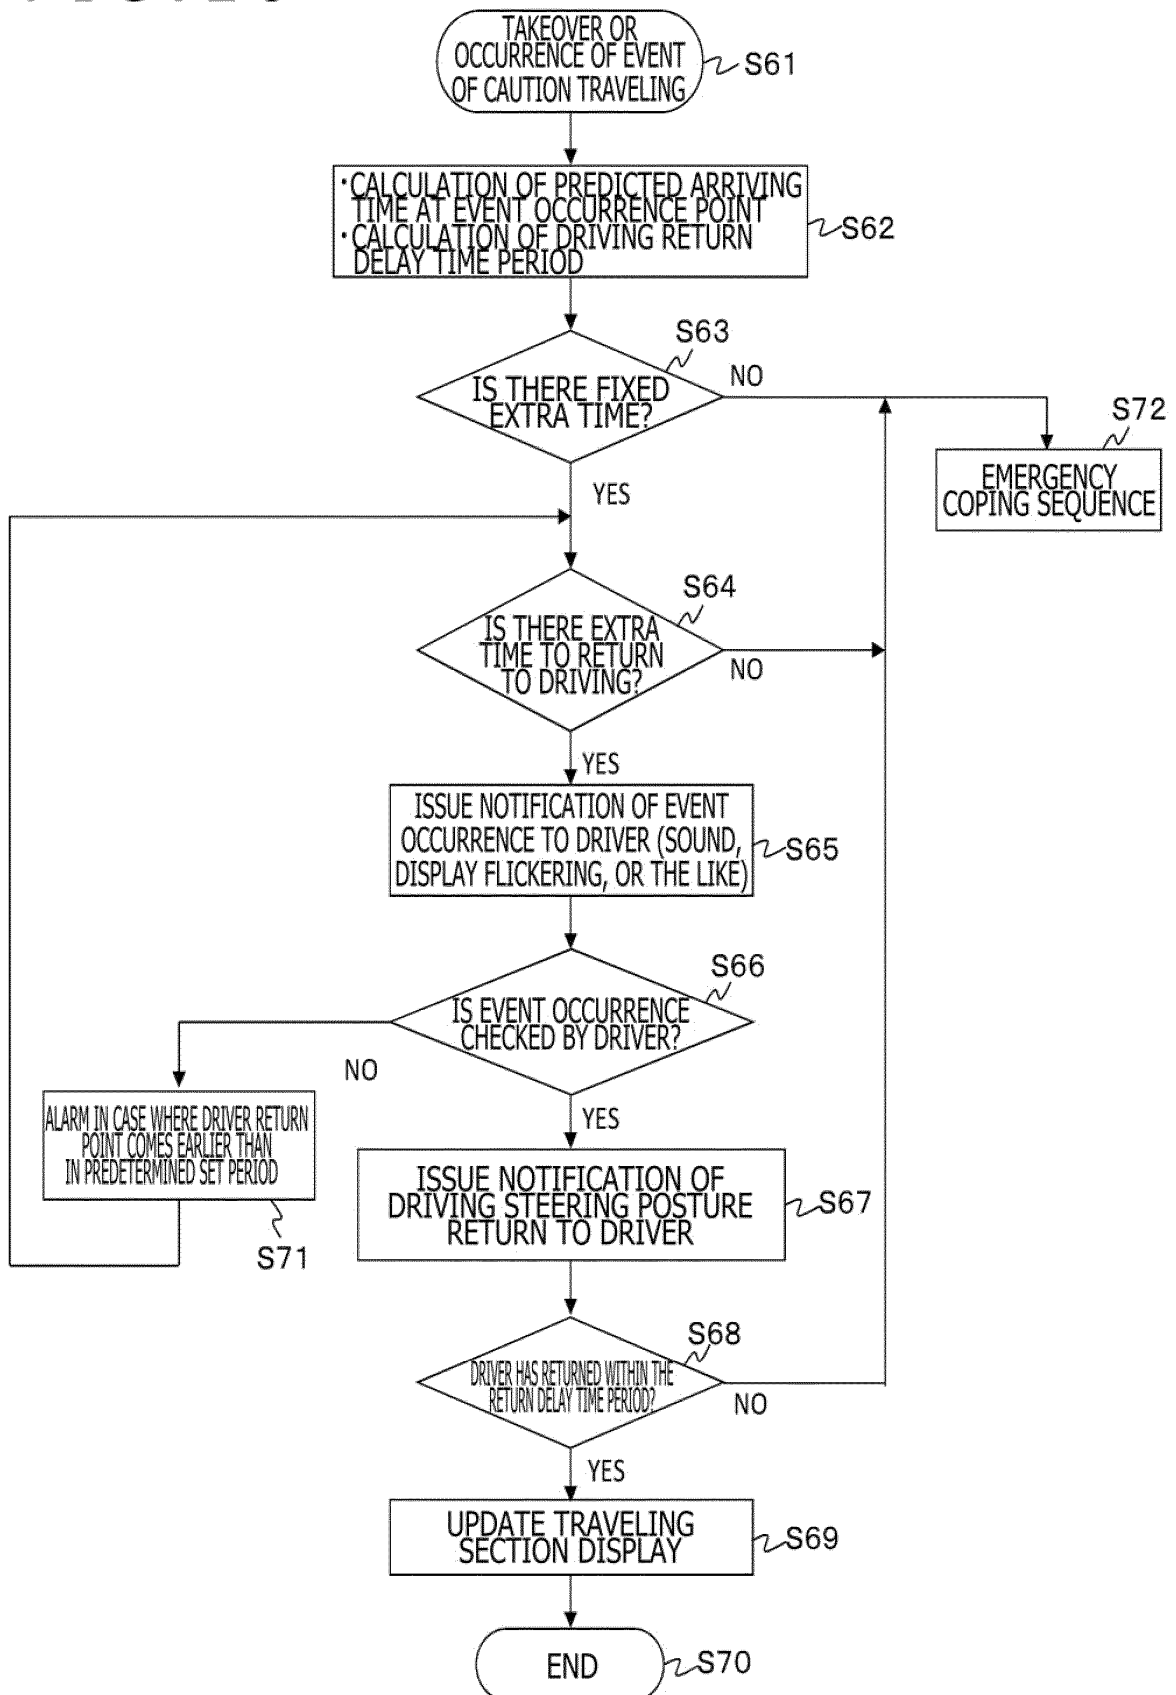 TAKEOVER OR
OCCURRENCE OF EVENT
OF CAUTION TRAVELING
S61
・CALCULATION OF PREDICTED ARRIVING
TIME AT EVENT OCCURRENCE POINT
・CALCULATION OF DRIVING RETURN
DELAY TIME PERIOD
S62
S63
IS THERE FIXED
EXTRA TIME?
NO
YES
S72
EMERGENCY
COPING SEQUENCE
S64
IS THERE EXTRA
TIME TO RETURN
TO DRIVING?
NO
YES
ISSUE NOTIFICATION OF EVENT
OCCURRENCE TO DRIVER (SOUND,
DISPLAY FLICKERING, OR THE LIKE)
S65
S66
IS EVENT OCCURRENCE
CHECKED BY DRIVER?
NO
YES
ALARM IN CASE WHERE DRIVER RETURN
POINT COMES EARLIER THAN
IN PREDETERMINED SET PERIOD
S71
ISSUE NOTIFICATION OF
DRIVING STEERING POSTURE
RETURN TO DRIVER
S67
S68
DRIVER HAS RETURNED WITHIN THE
RETURN DELAY TIME PERIOD?
NO
YES
UPDATE TRAVELING
SECTION DISPLAY
S69
END
S70